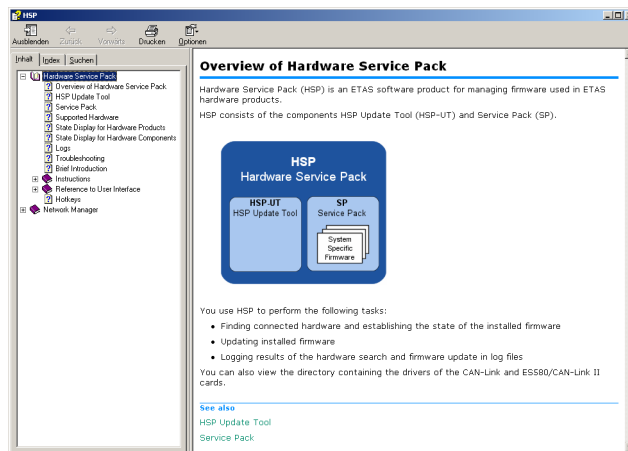 HSP
Ausblenden Zurück Vorwärts Drucken Optionen
Inhalt Index Suchen
Hardware Service Pack
Overview of Hardware Service Pack
HSP Update Tool
Service Pack
Supported Hardware
State Display for Hardware Products
State Display for Hardware Components
Logs
Troubleshooting
Brief Introduction
Instructions
Reference to User Interface
Hotkeys
Network Manager
Overview of Hardware Service Pack
Hardware Service Pack (HSP) is an ETAS software product for managing firmware used in ETAS
hardware products.
HSP consists of the components HSP Update Tool (HSP-UT) and Service Pack (SP).
HSP
Hardware Service Pack
HSP-UT
HSP Update Tool
SP
Service Pack
System
Specific
Firmware
You use HSP to perform the following tasks:
• Finding connected hardware and establishing the state of the installed firmware
• Updating installed firmware
• Logging results of the hardware search and firmware update in log files
You can also view the directory containing the drivers of the CAN-Link and ES580/CAN-Link II
cards.
See also
HSP Update Tool
Service Pack